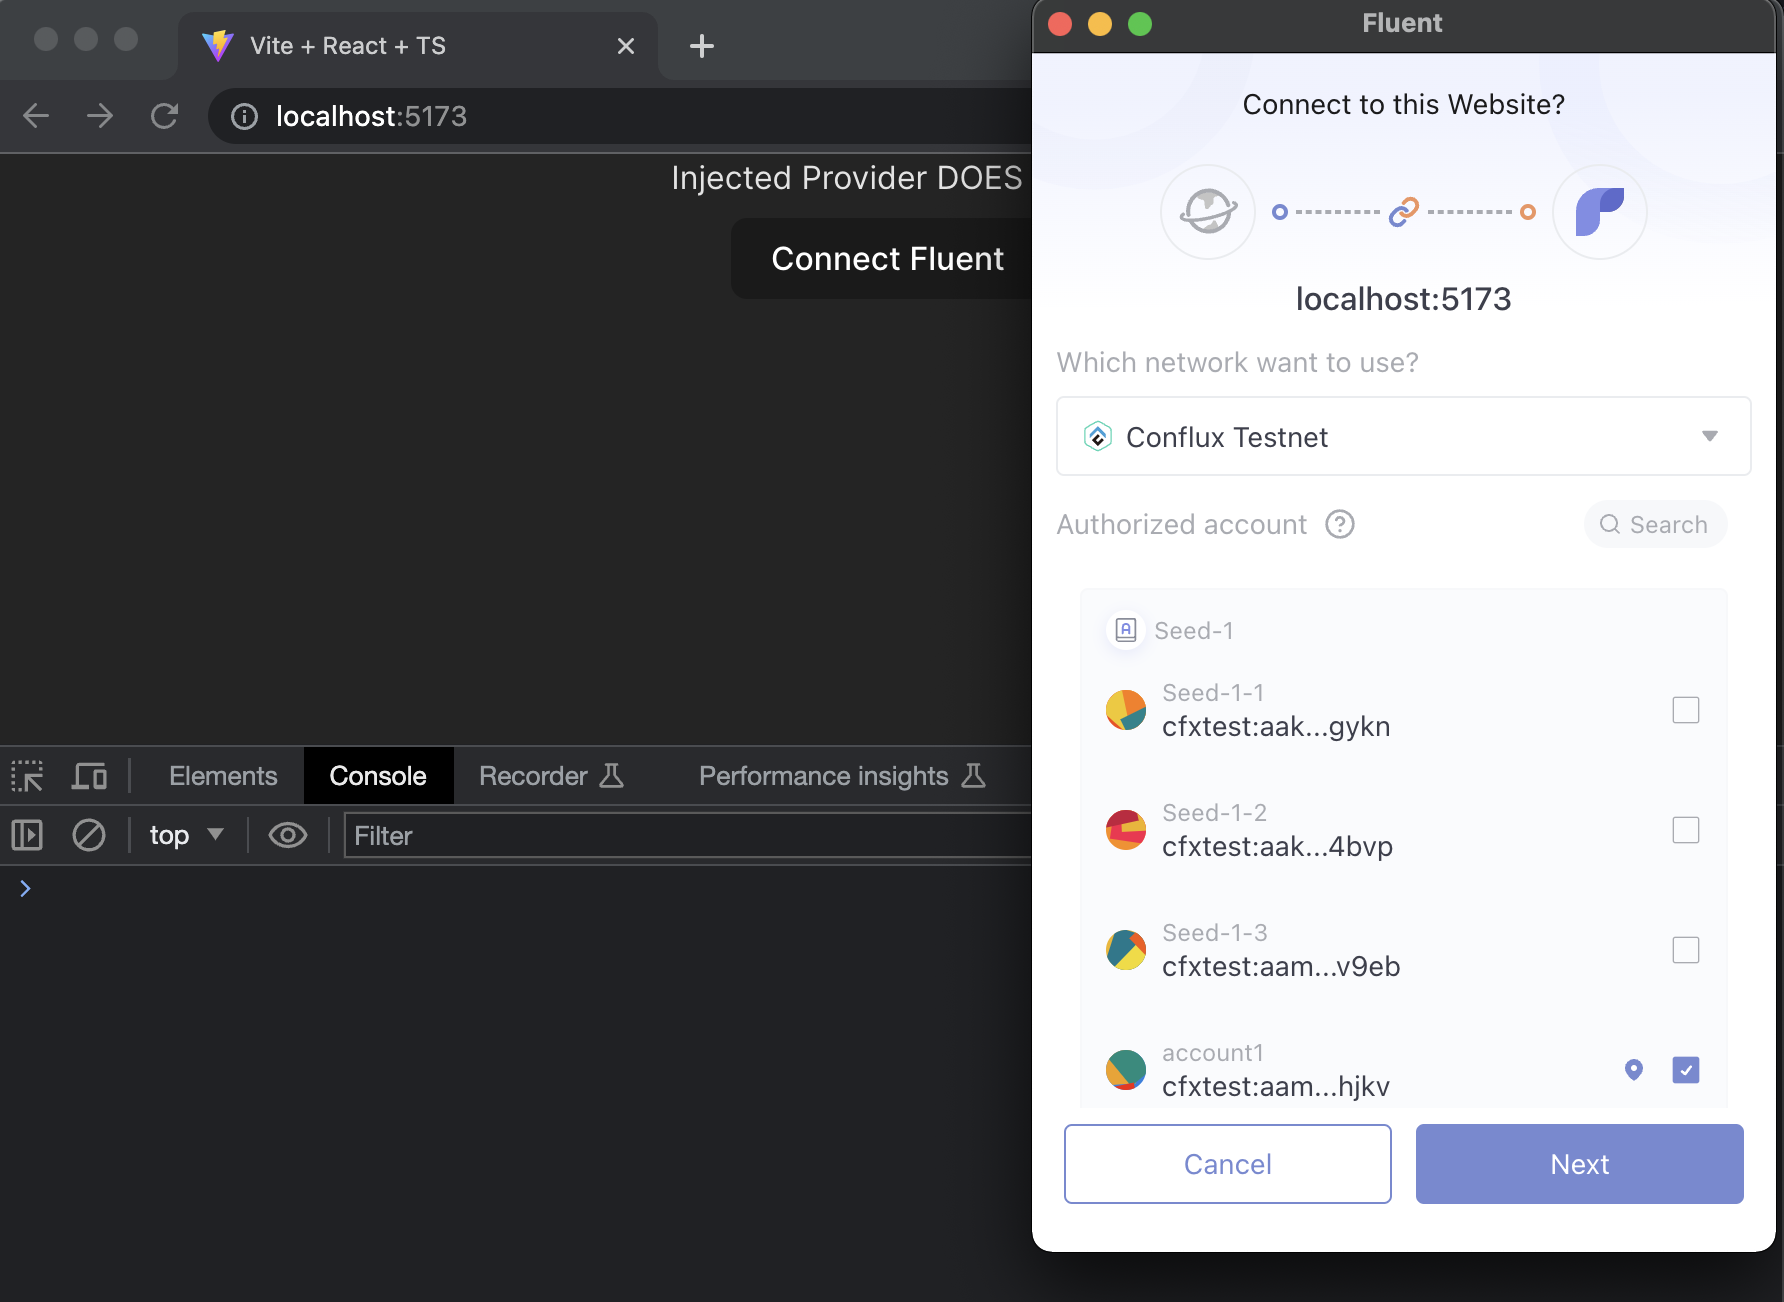 Vite + React + TS
localhost:5173
Injected Provider DOES
Connect Fluent
Elements
Console
Recorder
Performance insights
top
Filter
Fluent
Connect to this Website?
localhost:5173
Which network want to use?
Conflux Testnet
Authorized account
Search
Seed-1
Seed-1-1
cfxtest:aak...gykn
Seed-1-2
cfxtest:aak...4bvp
Seed-1-3
cfxtest:aam...v9eb
account1
cfxtest:aam...hjkv
Cancel
Next